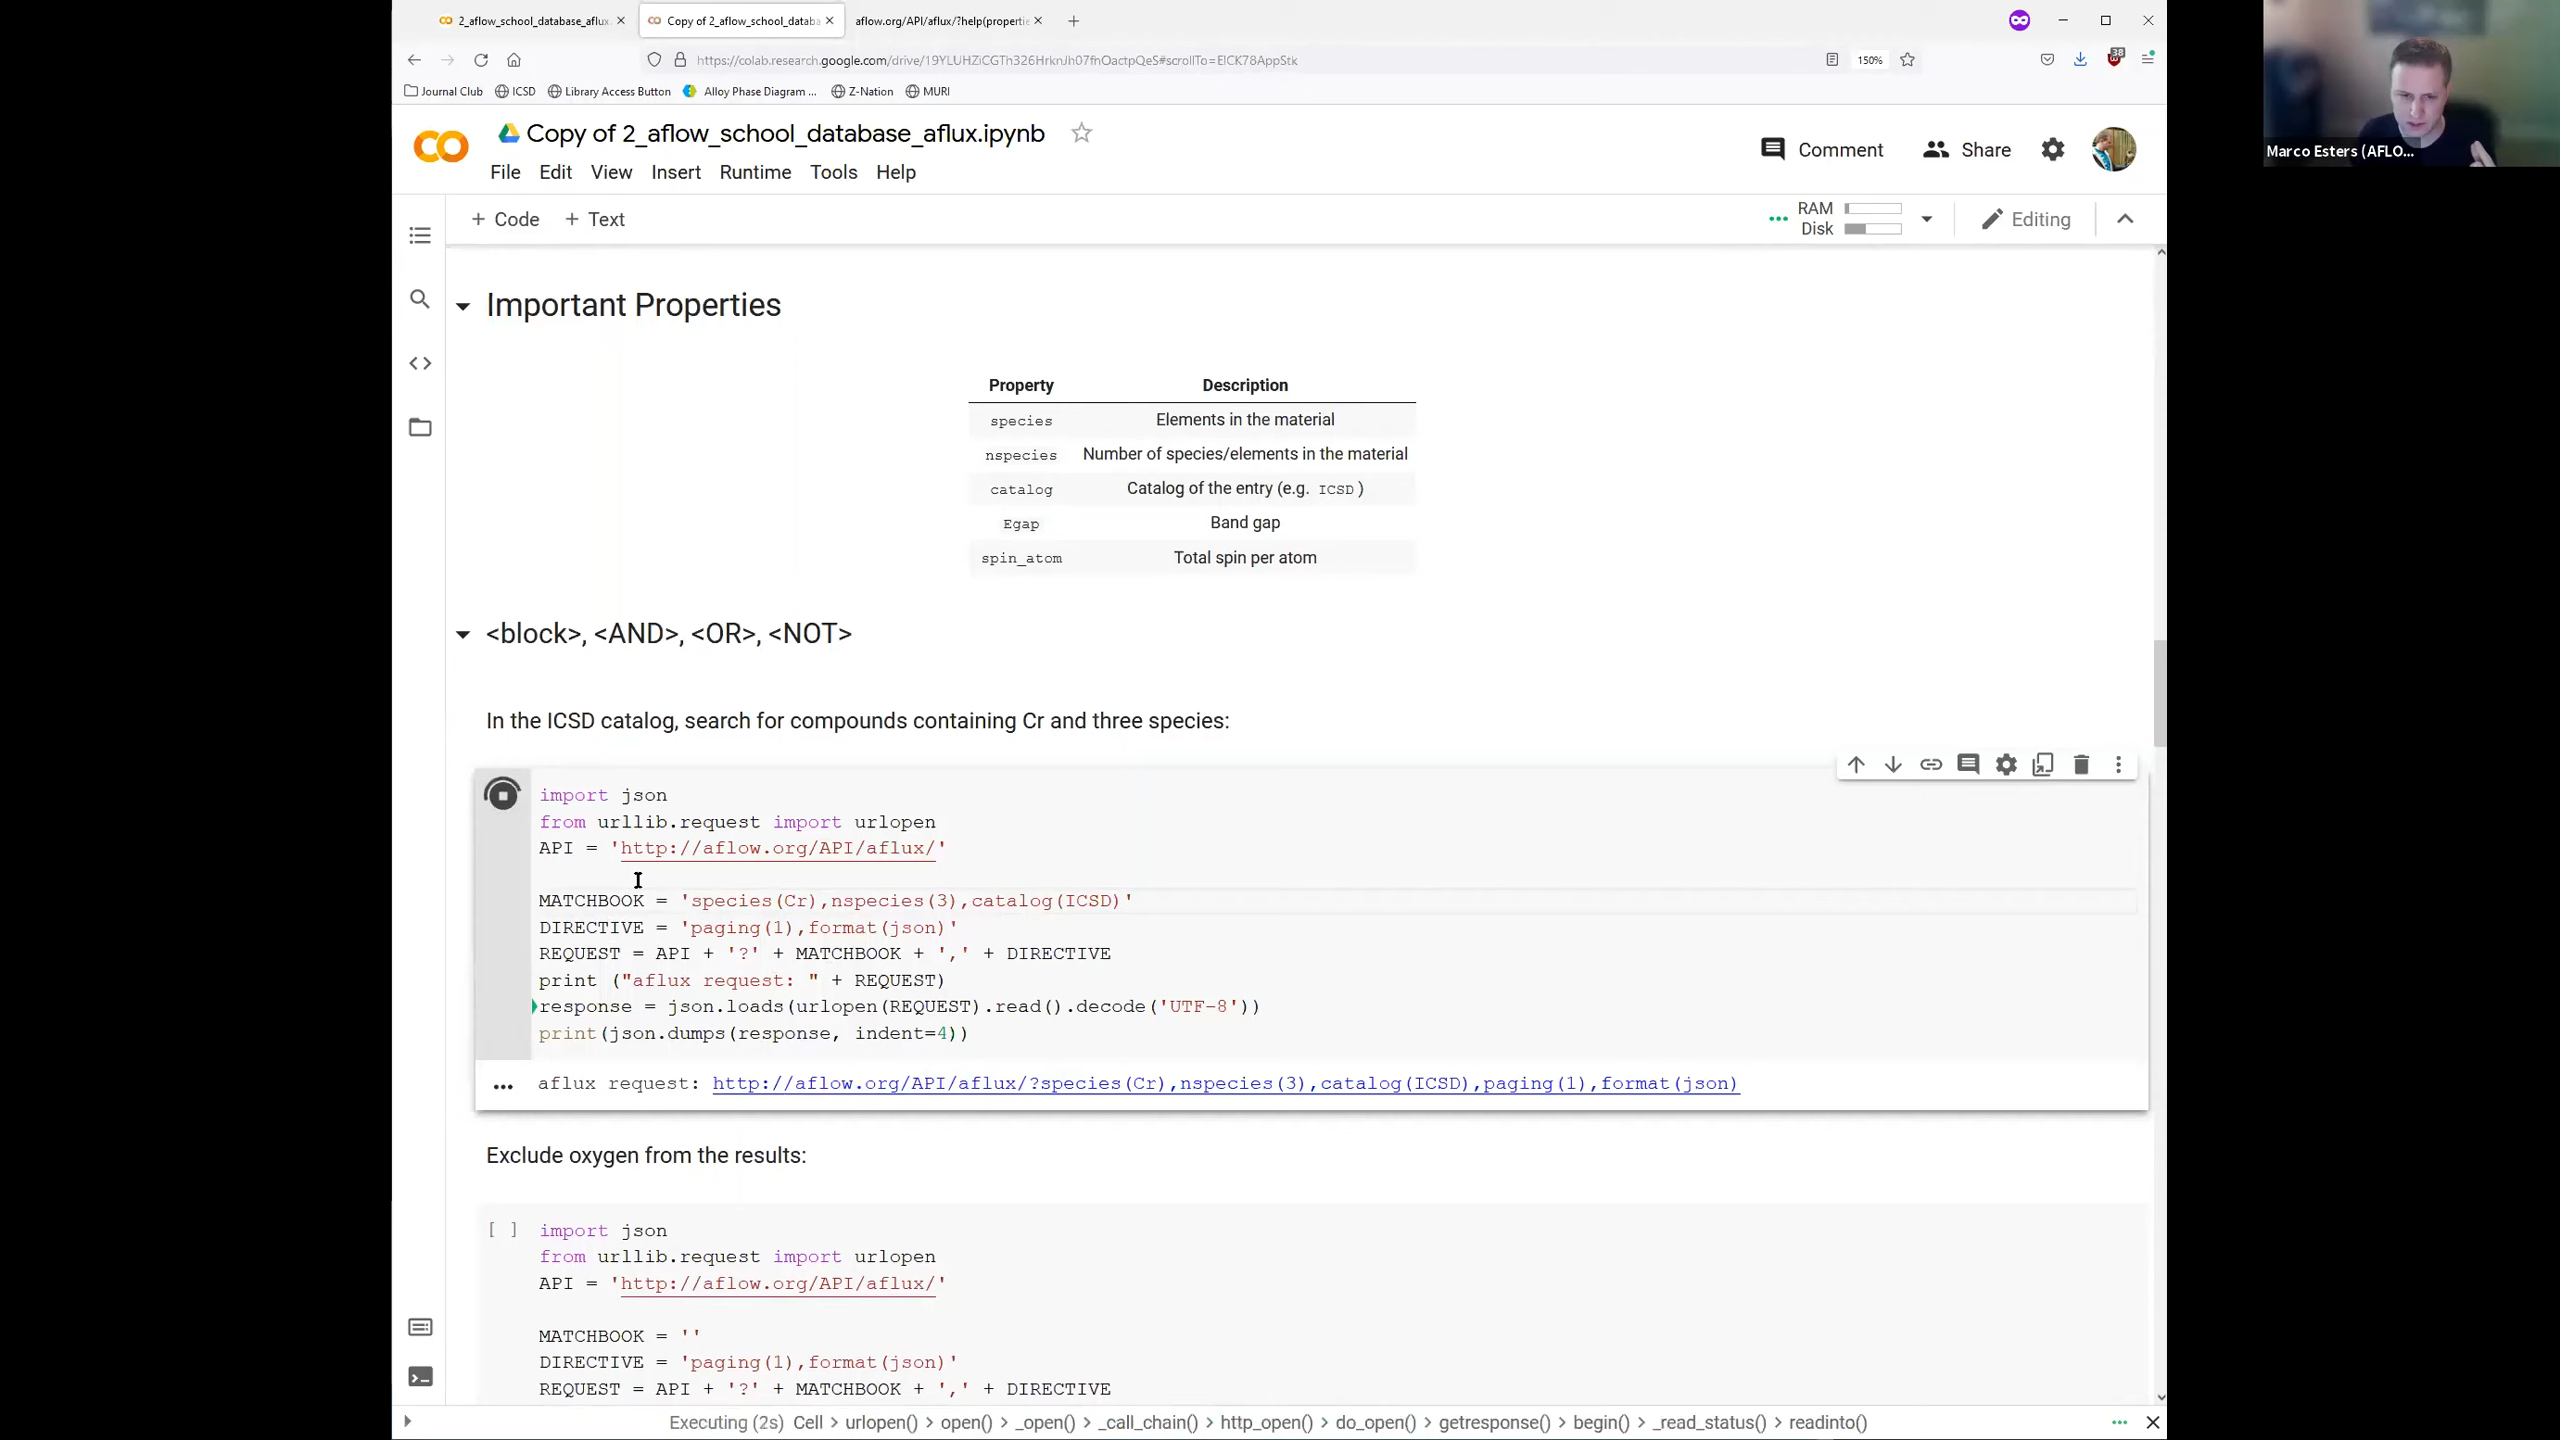 2_aflow_school_database_aflux.
Copy of 2_aflow_school_databa
aflow.org/API/aflux/?help(properti
https://colab.research.google.com/drive/19YLUHZiCGTh326HrknJh07fhOactpQeS#scrollTo=ElCK78AppStk
150%
38
Journal Club
ICSD
Library Access Button
Alloy Phase Diagram ...
Z-Nation
MURI
Copy of 2_aflow_school_database_aflux.ipynb
Comment
Share
File Edit View Insert Runtime Tools Help
+ Code + Text
RAM
Disk
Editing
Marco Esters (AFLO...
Important Properties
Property Description
species Elements in the material
nspecies Number of species/elements in the material
catalog Catalog of the entry (e.g. ICSD )
Egap Band gap
spin_atom Total spin per atom
<block>, <AND>, <OR>, <NOT>
In the ICSD catalog, search for compounds containing Cr and three species:
import json
from urllib.request import urlopen
API = 'http://aflow.org/API/aflux/'
MATCHBOOK = 'species(Cr),nspecies(3),catalog(ICSD)'
DIRECTIVE = 'paging(1),format(json)'
REQUEST = API + '?' + MATCHBOOK + ',' + DIRECTIVE
print ("aflux request: " + REQUEST)
response = json.loads(urlopen(REQUEST).read().decode('UTF-8'))
print(json.dumps(response, indent=4))
... aflux request: http://aflow.org/API/aflux/?species(Cr),nspecies(3),catalog(ICSD),paging(1),format(json)
Exclude oxygen from the results:
[ ] import json
from urllib.request import urlopen
API = 'http://aflow.org/API/aflux/'
MATCHBOOK = ''
DIRECTIVE = 'paging(1),format(json)'
REQUEST = API + '?' + MATCHBOOK + ',' + DIRECTIVE
Executing (2s) Cell > urlopen() > open() > _open() > _call_chain() > http_open() > do_open() > getresponse() > begin() > _read_status() > readinto()